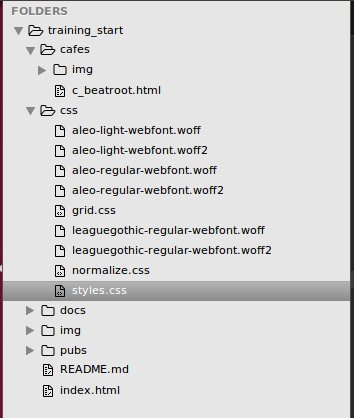 FOLDERS
training_start
cafes
img
c_beatroot.html
css
aleo-light-webfont.woff
aleo-light-webfont.woff2
aleo-regular-webfont.woff
aleo-regular-webfont.woff2
grid.css
leaguegothic-regular-webfont.woff
leaguegothic-regular-webfont.woff2
normalize.css
styles.css
docs
img
pubs
README.md
index.html